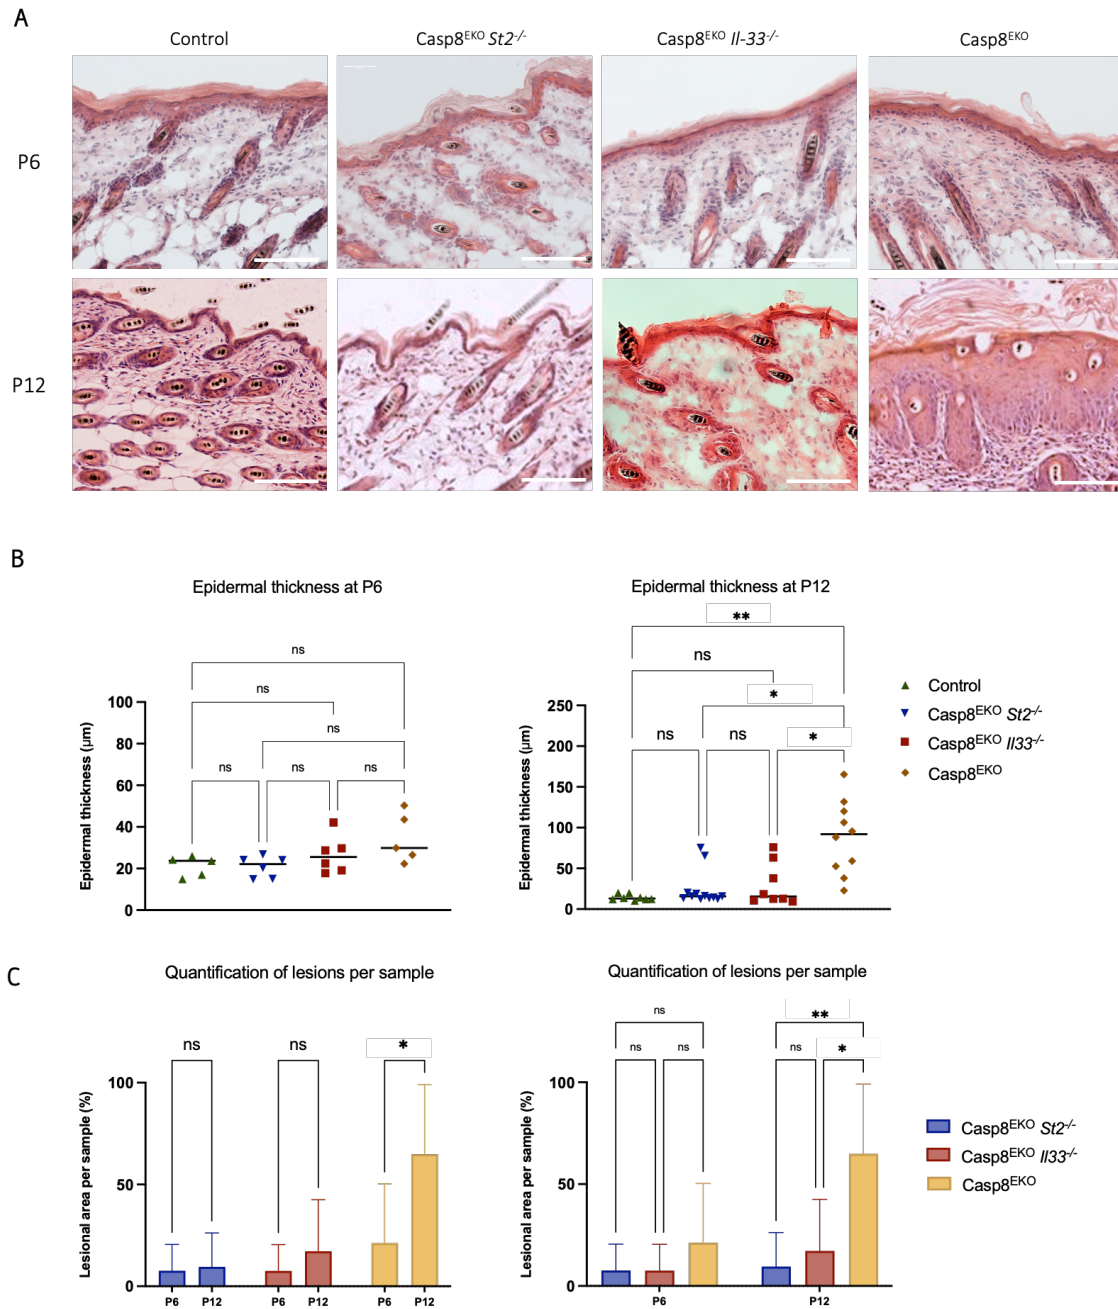 A
Control
Casp8EKO St2-/-
Casp8EKO Il-33-/-
Casp8EKO
P6
P12
B
Epidermal thickness at P6
Epidermal thickness at P12
ns
ns
ns
ns
ns
ns
Epidermal thickness (μm)
100
80
60
40
20
0
**
ns
*
ns
ns
*
Epidermal thickness (μm)
250
200
150
100
50
0
Control
Casp8EKO St2-/-
Casp8EKO Il33-/-
Casp8EKO
C
Quantification of lesions per sample
Quantification of lesions per sample
ns
ns
*
Lesional area per sample (%)
100
50
0
P6
P12
P6
P12
P6
P12
ns
ns
ns
**
ns
*
Lesional area per sample (%)
100
50
0
P6
P12
Casp8EKO St2-/-
Casp8EKO Il33-/-
Casp8EKO